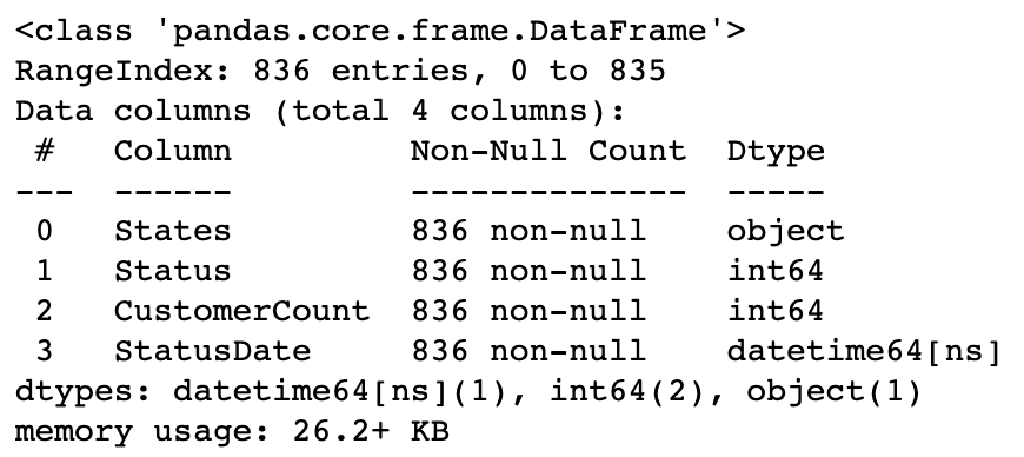 <class 'pandas.core.frame.DataFrame'>
RangeIndex: 836 entries, 0 to 835
Data columns (total 4 columns):
 #   Column         Non-Null Count  Dtype
---  ------         --------------  -----
 0   States         836 non-null    object
 1   Status         836 non-null    int64
 2   CustomerCount  836 non-null    int64
 3   StatusDate     836 non-null    datetime64[ns]
dtypes: datetime64[ns](1), int64(2), object(1)
memory usage: 26.2+ KB